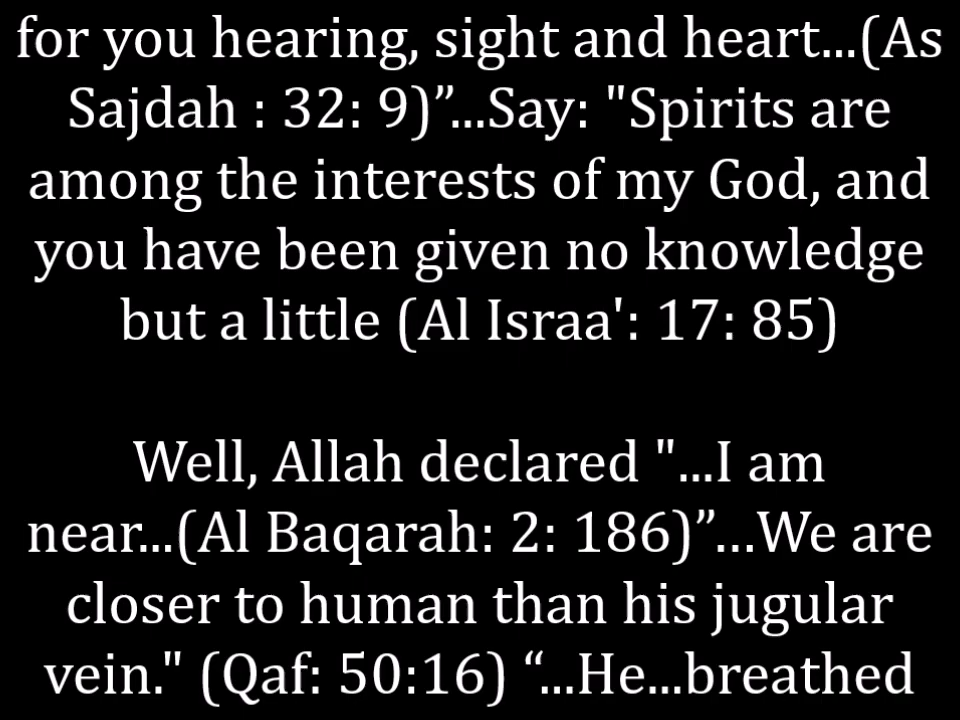 for you hearing, sight and heart...(As
Sajdah : 32: 9)”...Say: "Spirits are
among the interests of my God, and
you have been given no knowledge
but a little (Al Israa': 17: 85)
Well, Allah declared "...I am
near...(Al Baqarah: 2: 186)”...We are
closer to human than his jugular
vein." (Qaf: 50:16) “...He...breathed